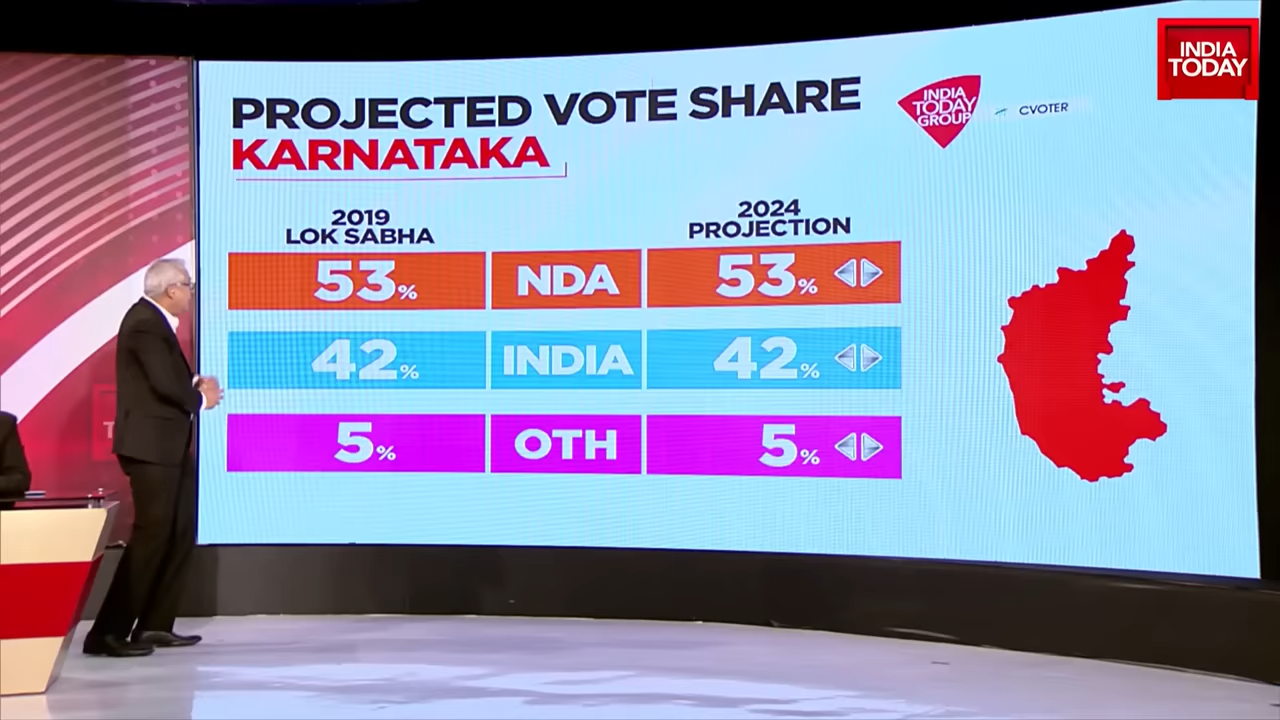 PROJECTED VOTE SHARE
KARNATAKA
INDIA
TODAY
GROUP
CVOTER
INDIA
TODAY
2019
LOK SABHA
2024
PROJECTION
53% NDA 53%
42% INDIA 42%
5% OTH 5%